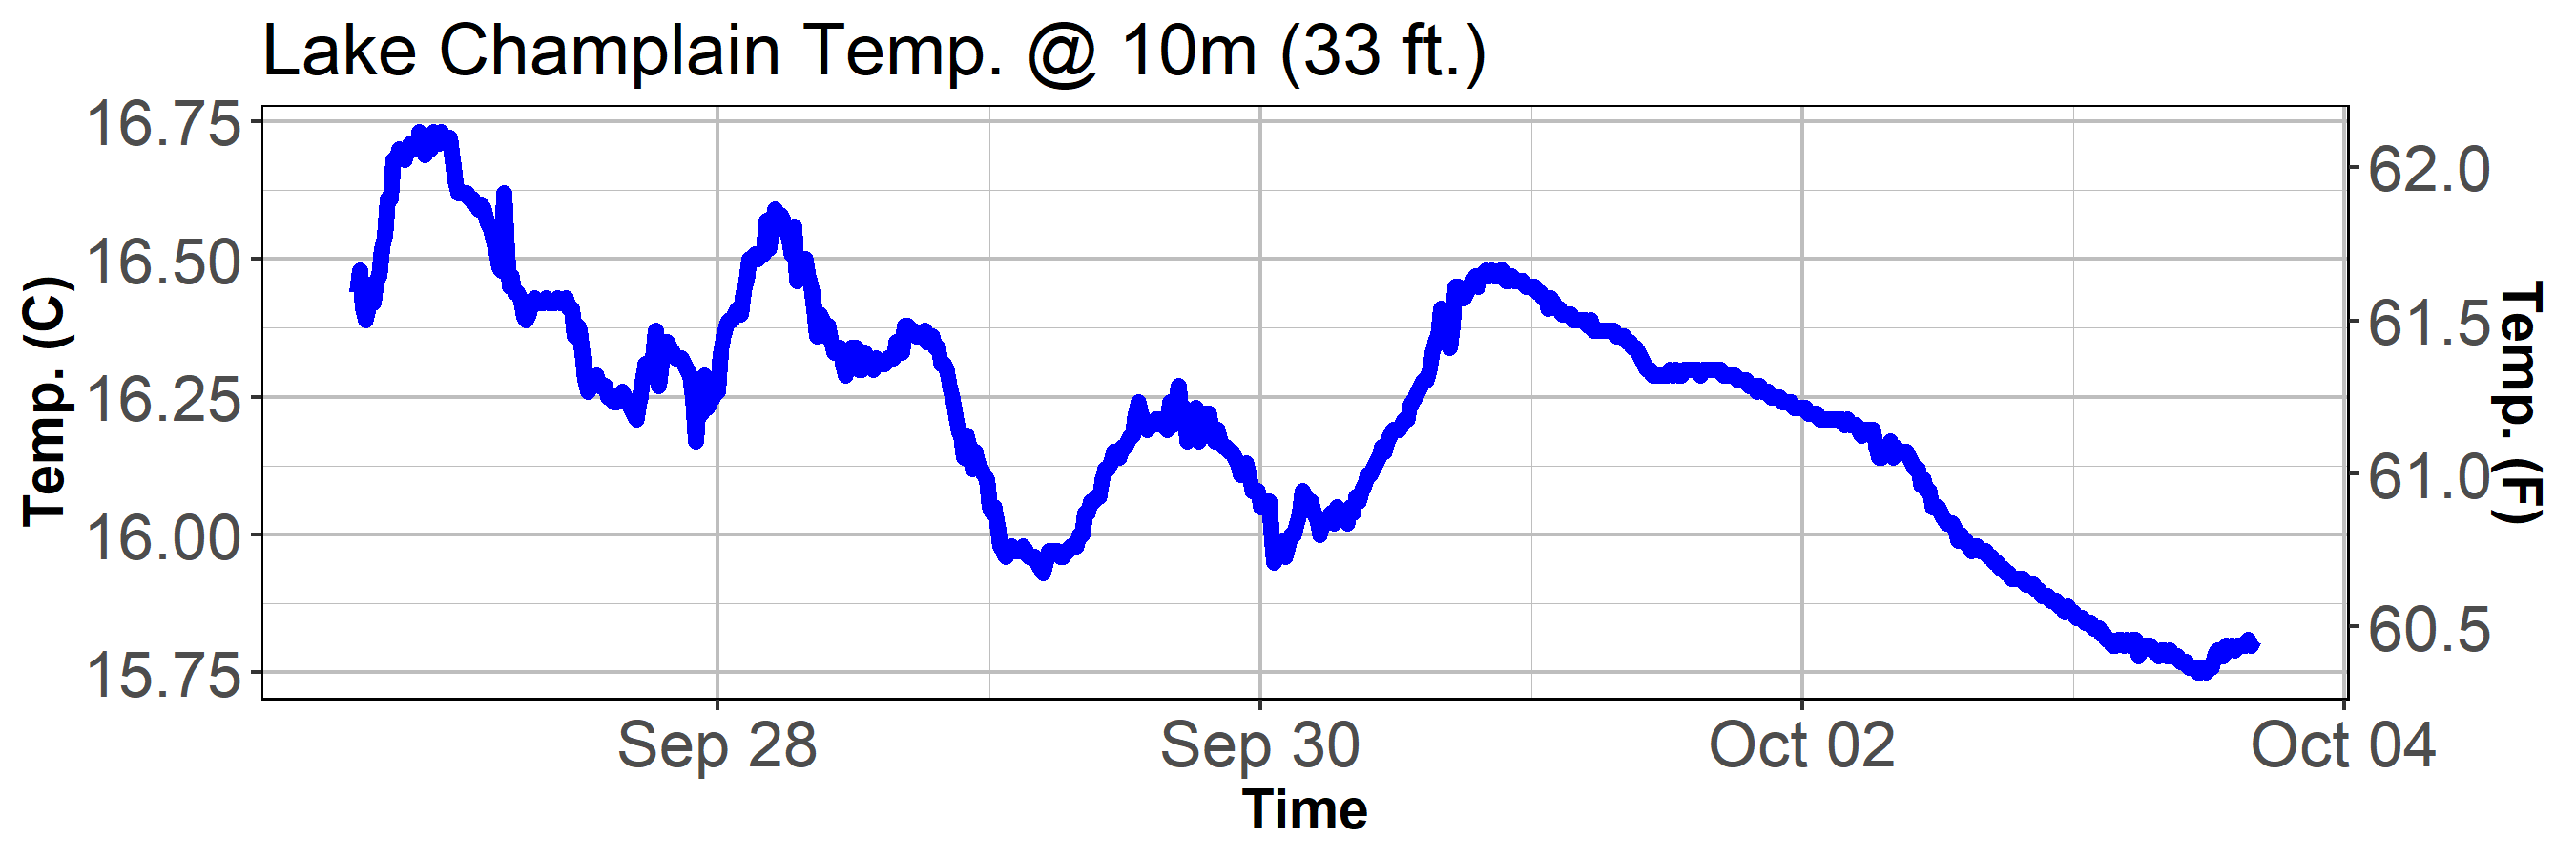 Lake Champlain Temp. @ 10m (33 ft.)
16.75
16.50
16.25
16.00
15.75
Temp. (C)
62.0
61.5
61.0
60.5
Temp. (F)
Sep 28 Sep 30 Oct 02 Oct 04
Time